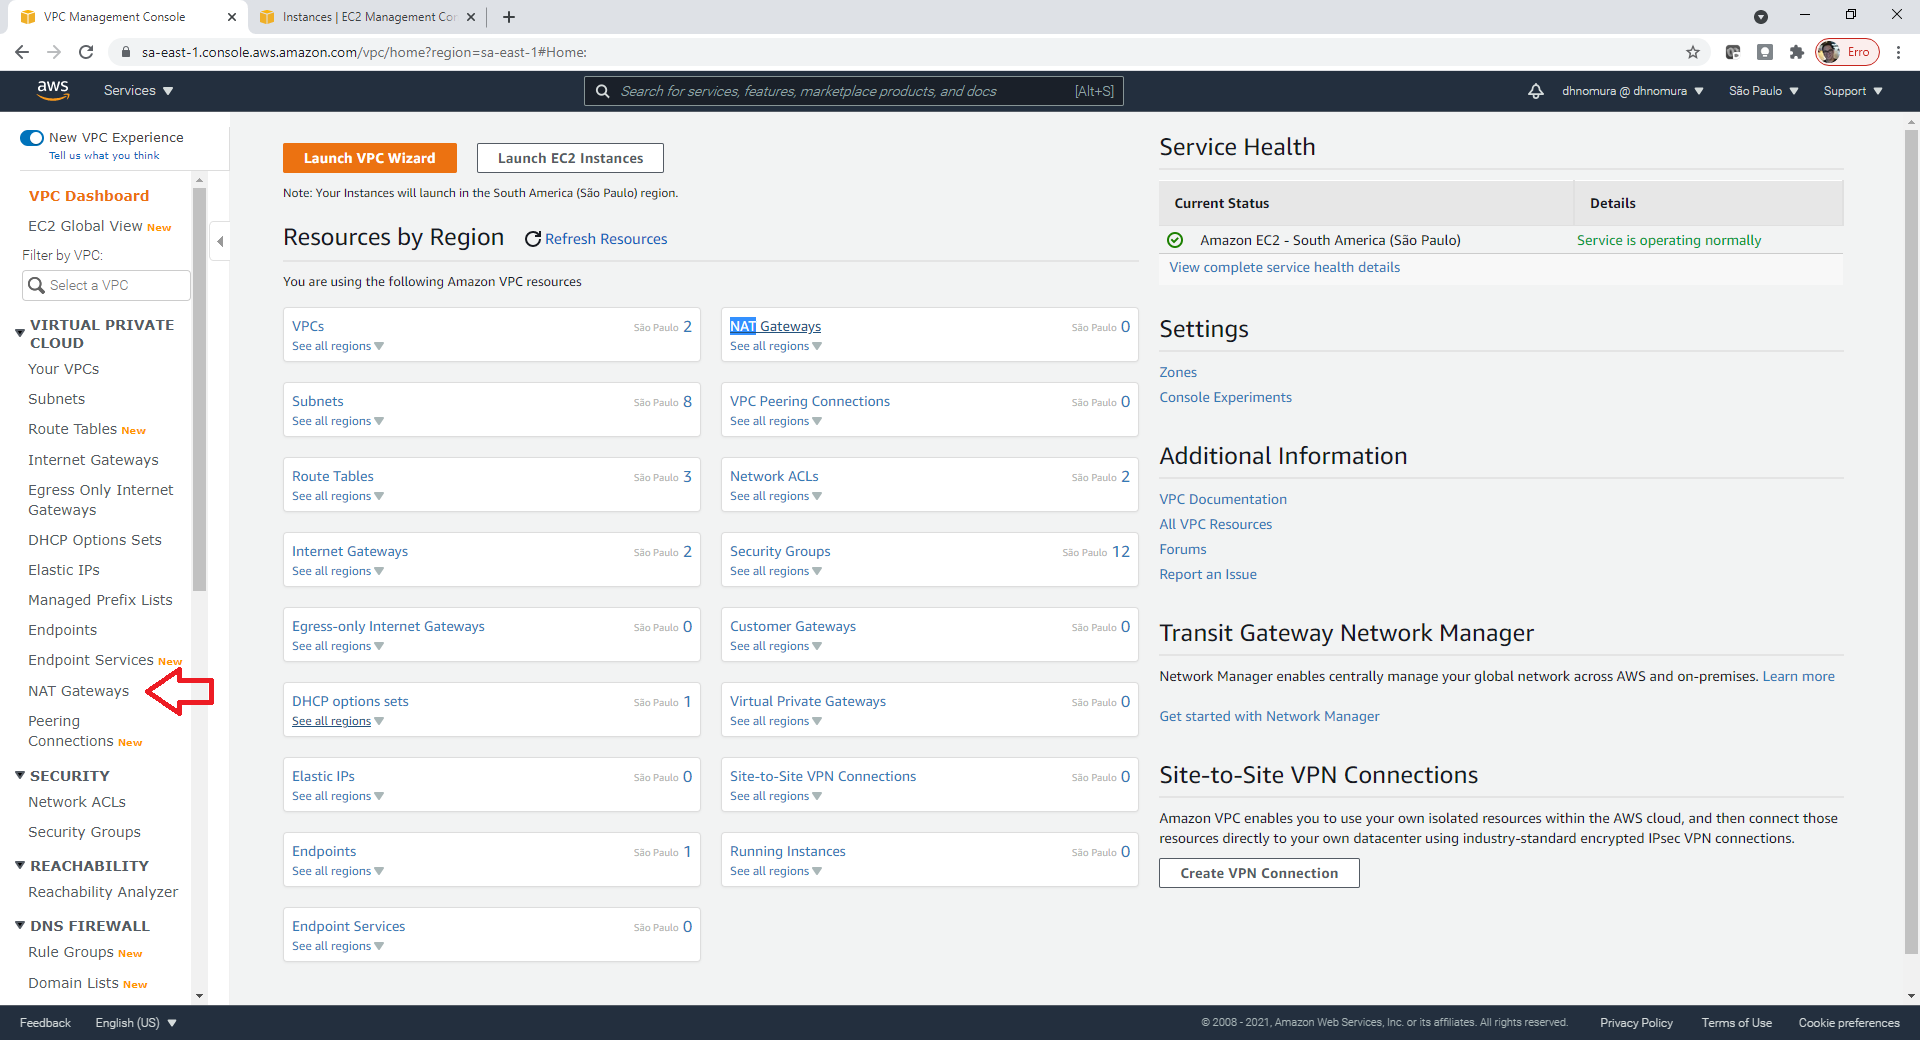 VPC Management Console
Instances | EC2 Management Con
sa-east-1.console.aws.amazon.com/vpc/home?region=sa-east-1#Home:
Erro
aws
Services
Search for services, features, marketplace products, and docs
[Alt+S]
dhnomura @ dhnomura
São Paulo
Support
New VPC Experience
Tell us what you think
VPC Dashboard
EC2 Global View New
Filter by VPC:
Select a VPC
VIRTUAL PRIVATE
CLOUD
Your VPCs
Subnets
Route Tables New
Internet Gateways
Egress Only Internet
Gateways
DHCP Options Sets
Elastic IPs
Managed Prefix Lists
Endpoints
Endpoint Services New
NAT Gateways
Peering
Connections New
SECURITY
Network ACLs
Security Groups
REACHABILITY
Reachability Analyzer
DNS FIREWALL
Rule Groups New
Domain Lists New
Launch VPC Wizard
Launch EC2 Instances
Note: Your Instances will launch in the South America (São Paulo) region.
Resources by Region
Refresh Resources
You are using the following Amazon VPC resources
VPCs São Paulo 2
See all regions
NAT Gateways São Paulo 0
See all regions
Subnets São Paulo 8
See all regions
VPC Peering Connections São Paulo 0
See all regions
Route Tables São Paulo 3
See all regions
Network ACLs São Paulo 2
See all regions
Internet Gateways São Paulo 2
See all regions
Security Groups São Paulo 12
See all regions
Egress-only Internet Gateways São Paulo 0
See all regions
Customer Gateways São Paulo 0
See all regions
DHCP options sets São Paulo 1
See all regions
Virtual Private Gateways São Paulo 0
See all regions
Elastic IPs São Paulo 0
See all regions
Site-to-Site VPN Connections São Paulo 0
See all regions
Endpoints São Paulo 1
See all regions
Running Instances São Paulo 0
See all regions
Endpoint Services São Paulo 0
See all regions
Service Health
Current Status
Details
Amazon EC2 - South America (São Paulo)
Service is operating normally
View complete service health details
Settings
Zones
Console Experiments
Additional Information
VPC Documentation
All VPC Resources
Forums
Report an Issue
Transit Gateway Network Manager
Network Manager enables centrally manage your global network across AWS and on-premises. Learn more
Get started with Network Manager
Site-to-Site VPN Connections
Amazon VPC enables you to use your own isolated resources within the AWS cloud, and then connect those
resources directly to your own datacenter using industry-standard encrypted IPsec VPN connections.
Create VPN Connection
Feedback
English (US)
© 2008 - 2021, Amazon Web Services, Inc. or its affiliates. All rights reserved.
Privacy Policy
Terms of Use
Cookie preferences